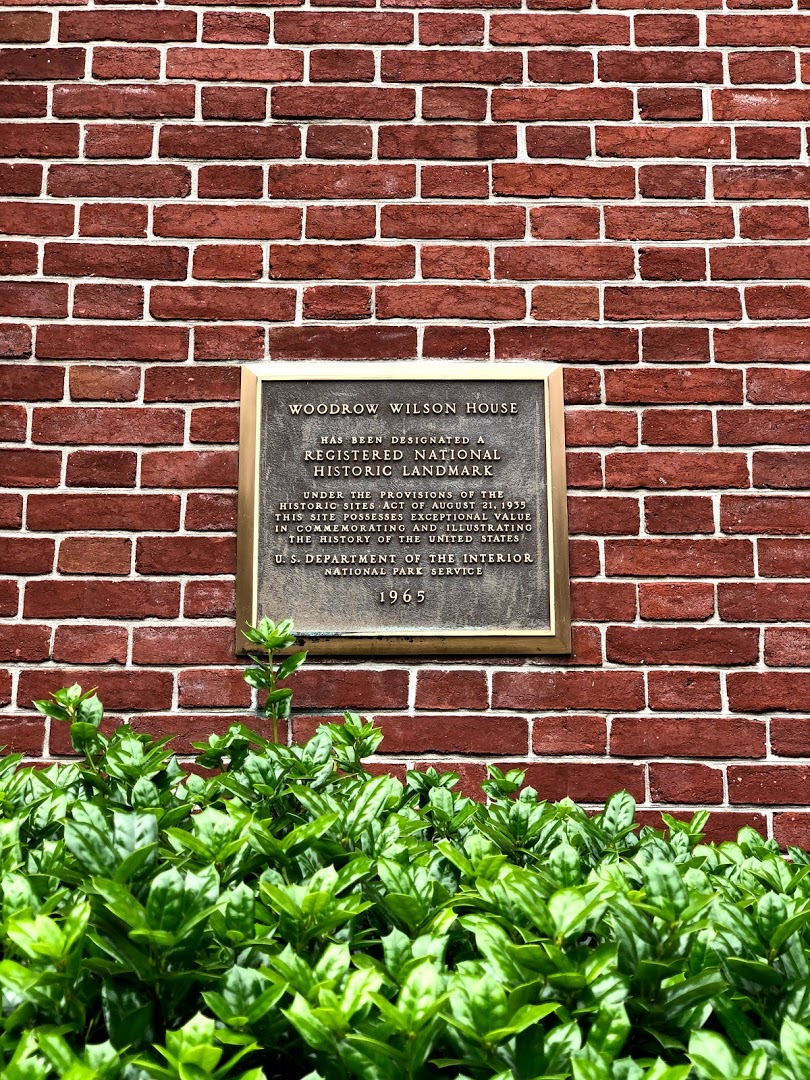 WOODROW WILSON HOUSE
HAS BEEN DESIGNATED A
REGISTERED NATIONAL
HISTORIC LANDMARK
UNDER THE PROVISIONS OF THE
HISTORIC SITES ACT OF AUGUST 21, 1935
THIS SITE POSSESSES EXCEPTIONAL VALUE
IN COMMEMORATING AND ILLUSTRATING
THE HISTORY OF THE UNITED STATES
U. S. DEPARTMENT OF THE INTERIOR
NATIONAL PARK SERVICE
1965